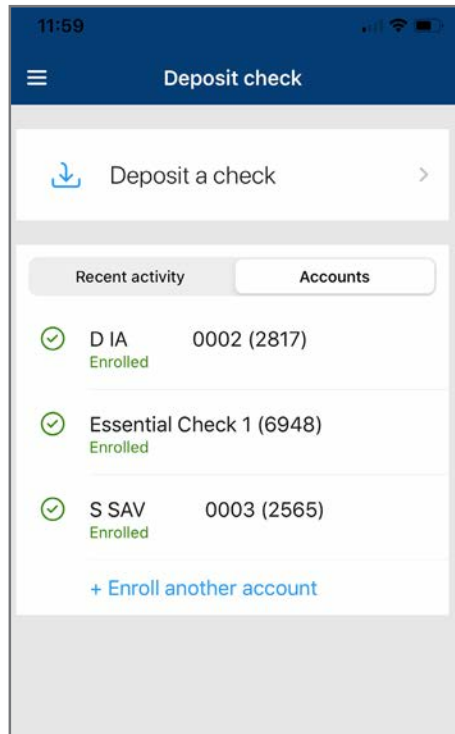 11:59
Deposit check
Deposit a check
Recent activity Accounts
D IA 0002 (2817)
Enrolled
Essential Check 1 (6948)
Enrolled
S SAV 0003 (2565)
Enrolled
+ Enroll another account